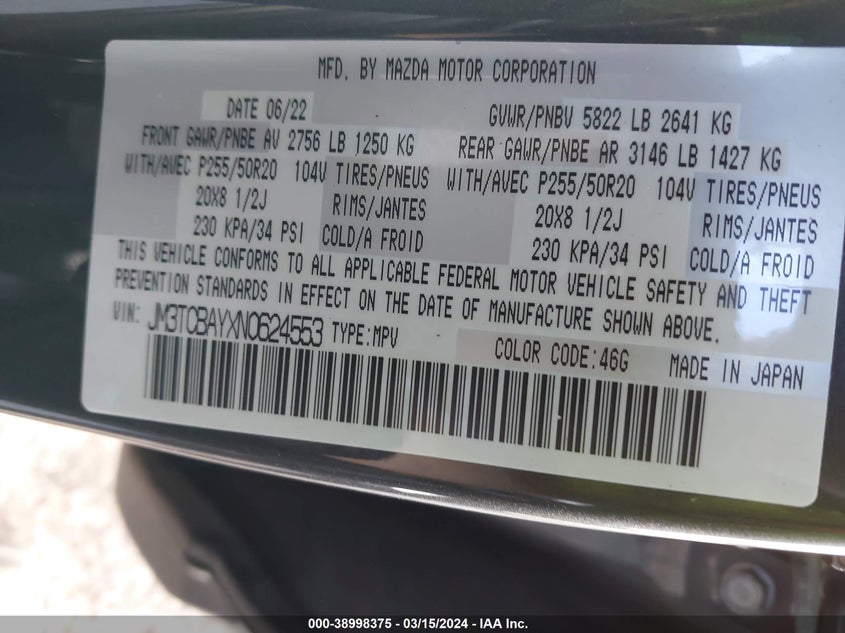 MFD. BY MAZDA MOTOR CORPORATION
DATE 06/22 GVWR/PNBV 5822 LB 2641 KG
FRONT GAWR/PNBE AV 2756 LB 1250 KG REAR GAWR/PNBE AR 3146 LB 1427 KG
WITH/AVEC P255/50R20 104V TIRES/PNEUS WITH/AVEC P255/50R20 104V TIRES/PNEUS
20X8 1/2J RIMS/JANTES 20X8 1/2J RIMS/JANTES
230 KPA/34 PSI COLD/A FROID 230 KPA/34 PSI COLD/A FROID
THIS VEHICLE CONFORMS TO ALL APPLICABLE FEDERAL MOTOR VEHICLE SAFETY AND THEFT
PREVENTION STANDARDS IN EFFECT ON THE DATE OF MANUFACTURE SHOWN ABOVE.
VIN: JM3TCBAYXN0624553 TYPE:MPV COLOR CODE:46G MADE IN JAPAN
000-38998375 - 03/15/2024 - IAA Inc.